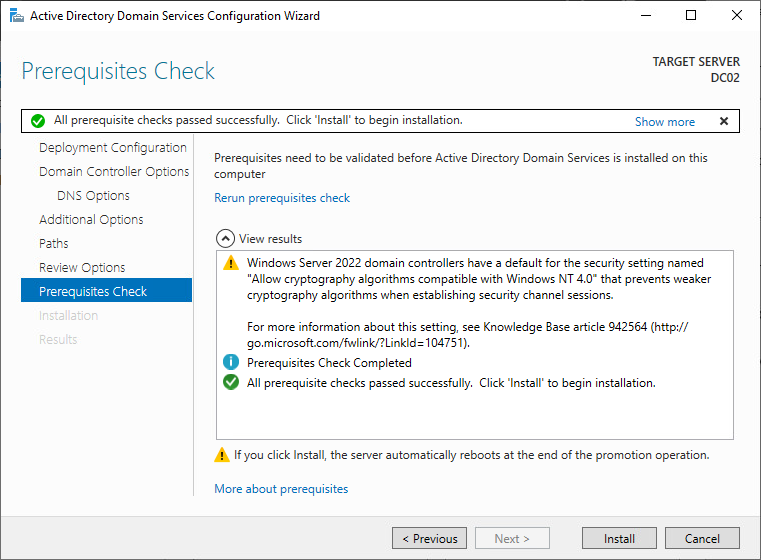 Active Directory Domain Services Configuration Wizard
Prerequisites Check
TARGET SERVER
DC02
All prerequisite checks passed successfully.  Click 'Install' to begin installation.
Show more
Deployment Configuration
Domain Controller Options
DNS Options
Additional Options
Paths
Review Options
Prerequisites Check
Installation
Results
Prerequisites need to be validated before Active Directory Domain Services is installed on this
computer
Rerun prerequisites check
View results
Windows Server 2022 domain controllers have a default for the security setting named
"Allow cryptography algorithms compatible with Windows NT 4.0" that prevents weaker
cryptography algorithms when establishing security channel sessions.
For more information about this setting, see Knowledge Base article 942564 (http://
go.microsoft.com/fwlink/?LinkId=104751).
Prerequisites Check Completed
All prerequisite checks passed successfully.  Click 'Install' to begin installation.
If you click Install, the server automatically reboots at the end of the promotion operation.
More about prerequisites
< Previous
Next >
Install
Cancel